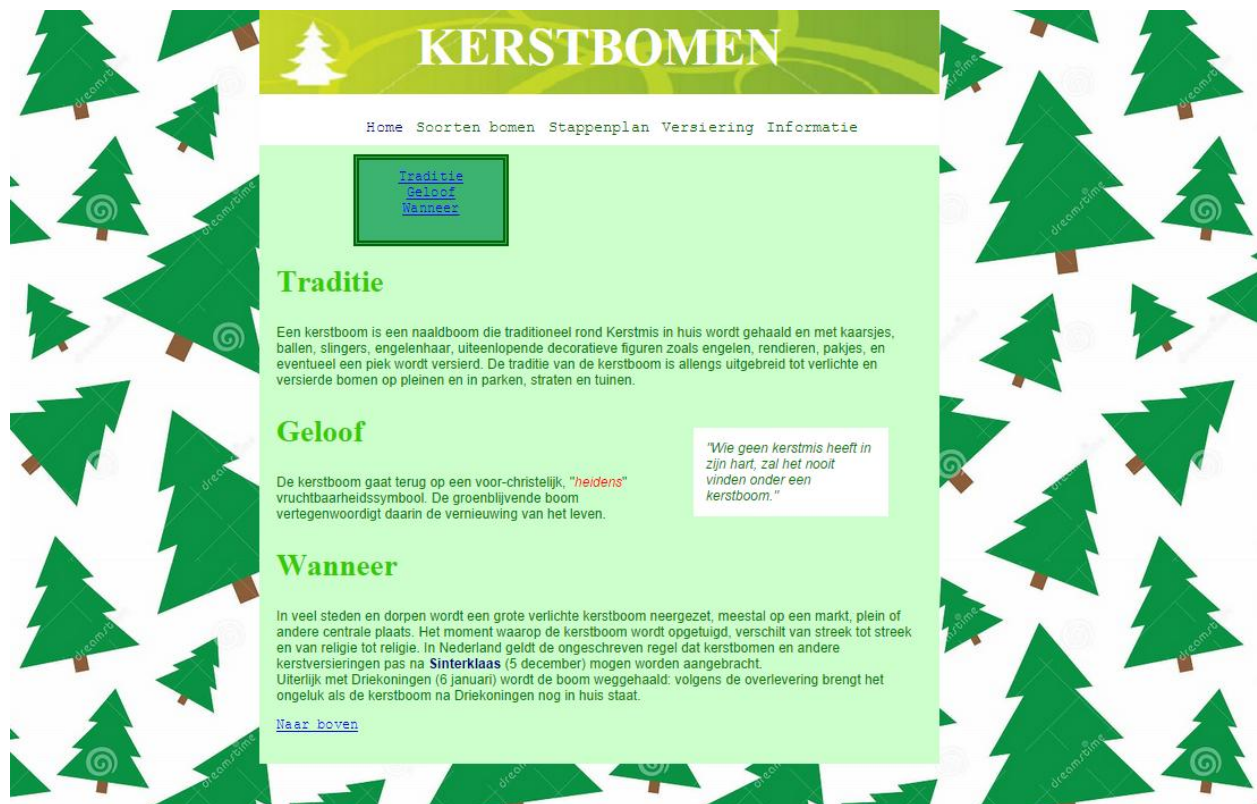 KERSTBOMEN
Home Soorten bomen Stappenplan Versiering Informatie
Traditie
Geloof
Wanneer
Traditie
Een kerstboom is een naaldboom die traditioneel rond Kerstmis in huis wordt gehaald en met kaarsjes,
ballen, slingers, engelenhaar, uiteenlopende decoratieve figuren zoals engelen, rendieren, pakjes, en
eventueel een piek wordt versierd. De traditie van de kerstboom is allengs uitgebreid tot verlichte en
versierde bomen op pleinen en in parken, straten en tuinen.
Geloof
De kerstboom gaat terug op een voor-christelijk, "heidens"
vruchtbaarheidssymbool. De groenblijvende boom
vertegenwoordigt daarin de vernieuwing van het leven.
"Wie geen kerstmis heeft in
zijn hart, zal het nooit
vinden onder een
kerstboom."
Wanneer
In veel steden en dorpen wordt een grote verlichte kerstboom neergezet, meestal op een markt, plein of
andere centrale plaats. Het moment waarop de kerstboom wordt opgetuigd, verschilt van streek tot streek
en van religie tot religie. In Nederland geldt de ongeschreven regel dat kerstbomen en andere
kerstversieringen pas na Sinterklaas (5 december) mogen worden aangebracht.
Uiterlijk met Driekoningen (6 januari) wordt de boom weggehaald: volgens de overlevering brengt het
ongeluk als de kerstboom na Driekoningen nog in huis staat.
Naar boven
dreamstime
dreamstime
dreamstime
dreamstime
dreamstime
dreamstime
dreamstime
dreamstime